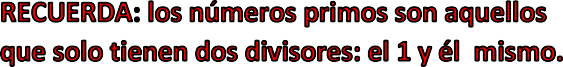 RECUERDA: los números primos son aquellos
que solo tienen dos divisores: el 1 y él mismo.